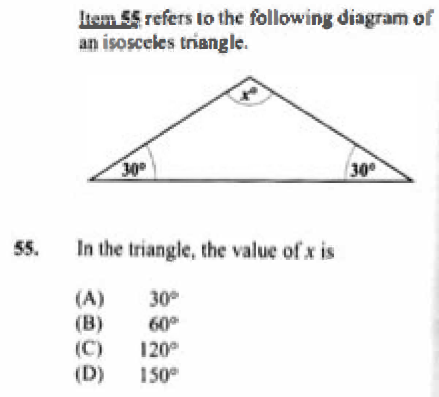 Item 55 refers to the following diagram of
an isosceles triangle.
x°
30°
30°
55. In the triangle, the value of x is
(A) 30°
(B) 60°
(C) 120°
(D) 150°